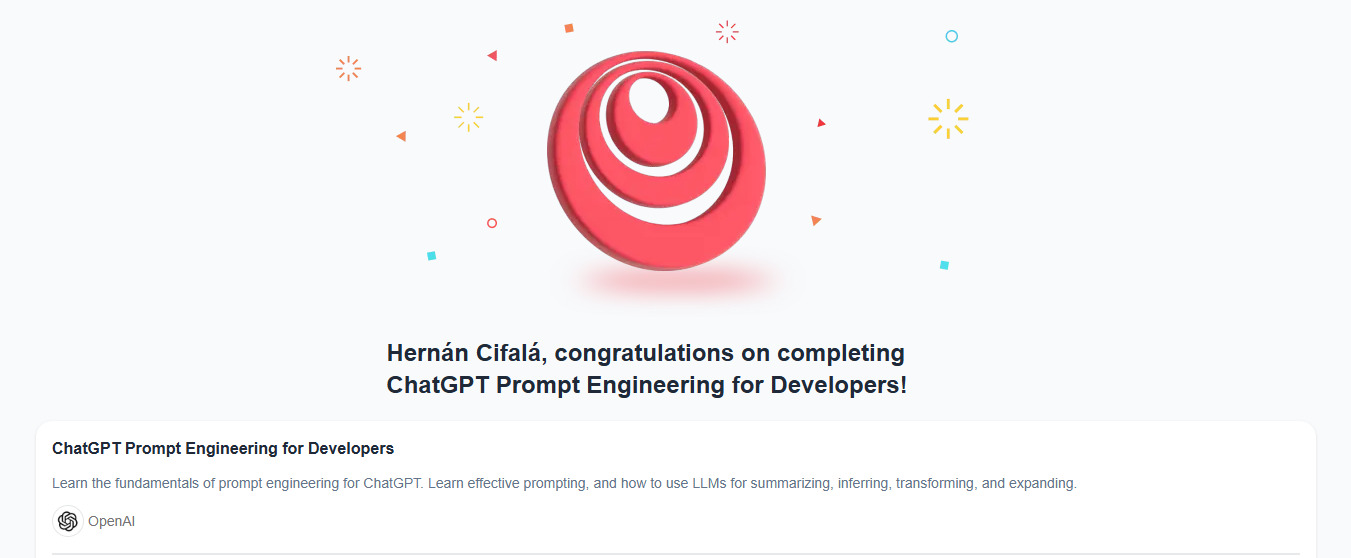 Hernán Cifalá, congratulations on completing
ChatGPT Prompt Engineering for Developers!
ChatGPT Prompt Engineering for Developers
Learn the fundamentals of prompt engineering for ChatGPT. Learn effective prompting, and how to use LLMs for summarizing, inferring, transforming, and expanding.
OpenAI